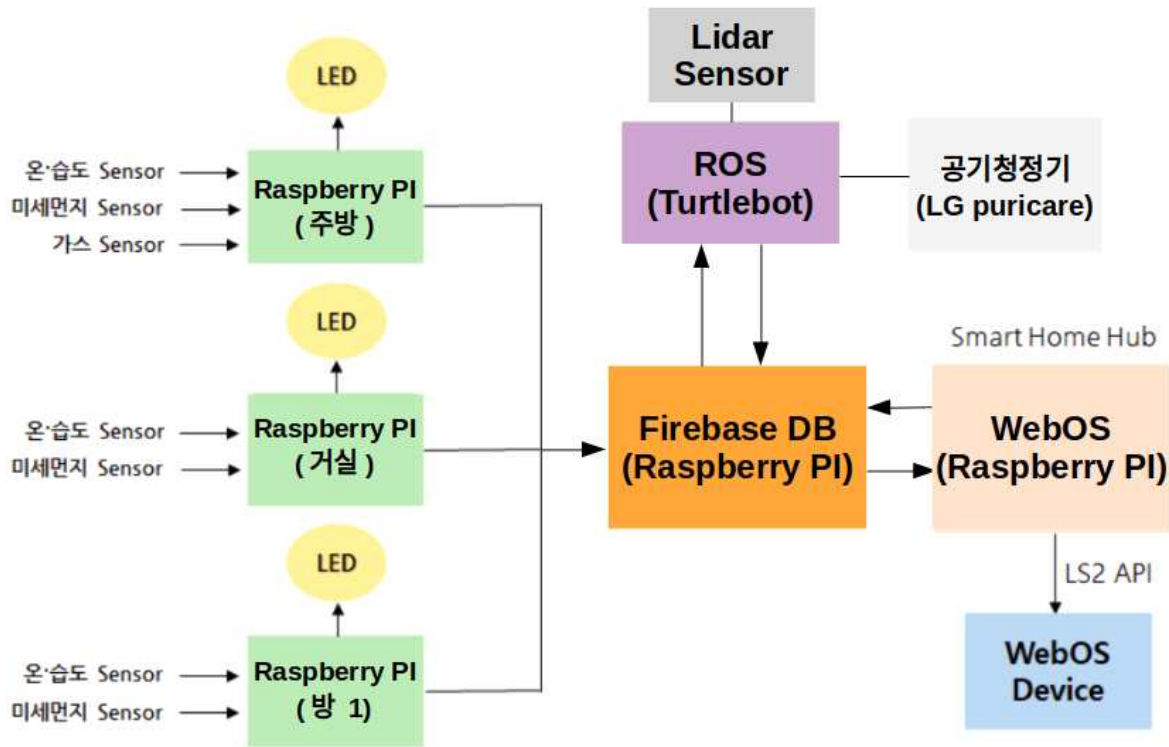 Lidar
Sensor
LED
ROS
(Turtlebot)
공기청정기
(LG puricare)
온·습도 Sensor
미세먼지 Sensor
가스 Sensor
Raspberry PI
( 주방 )
LED
Smart Home Hub
온·습도 Sensor
미세먼지 Sensor
Raspberry PI
( 거실 )
Firebase DB
(Raspberry PI)
WebOS
(Raspberry PI)
LED
LS2 API
온·습도 Sensor
미세먼지 Sensor
Raspberry PI
( 방 1)
WebOS
Device